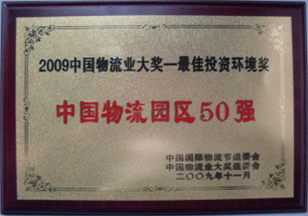 2009中国物流业大奖—最佳投资环境奖
中国物流园区50强
中国国际物流节组委会
中国物流业大奖组委会
二〇〇九年十一月